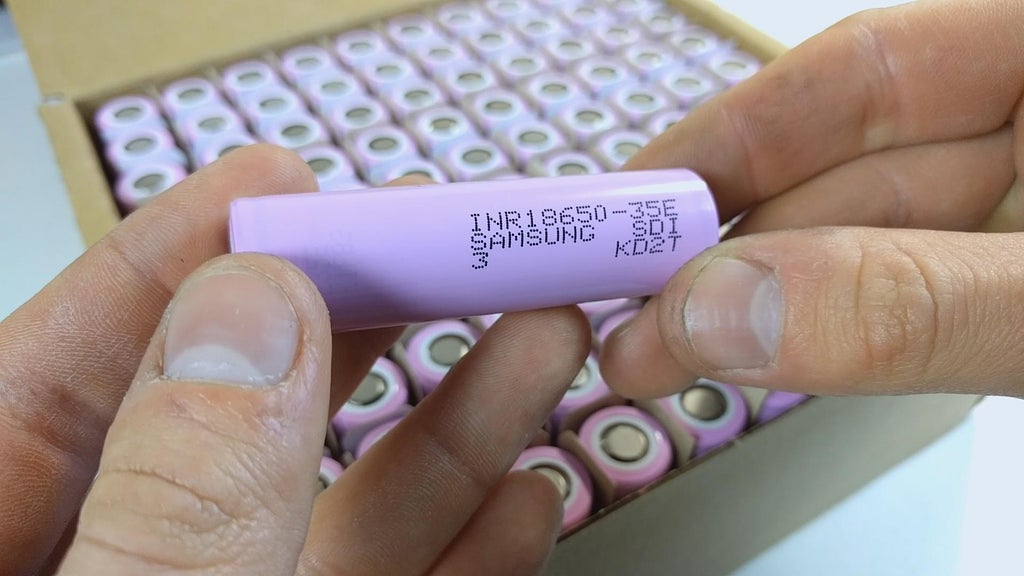 INR18650-35E
SAMSUNG SDI
3 KD2T